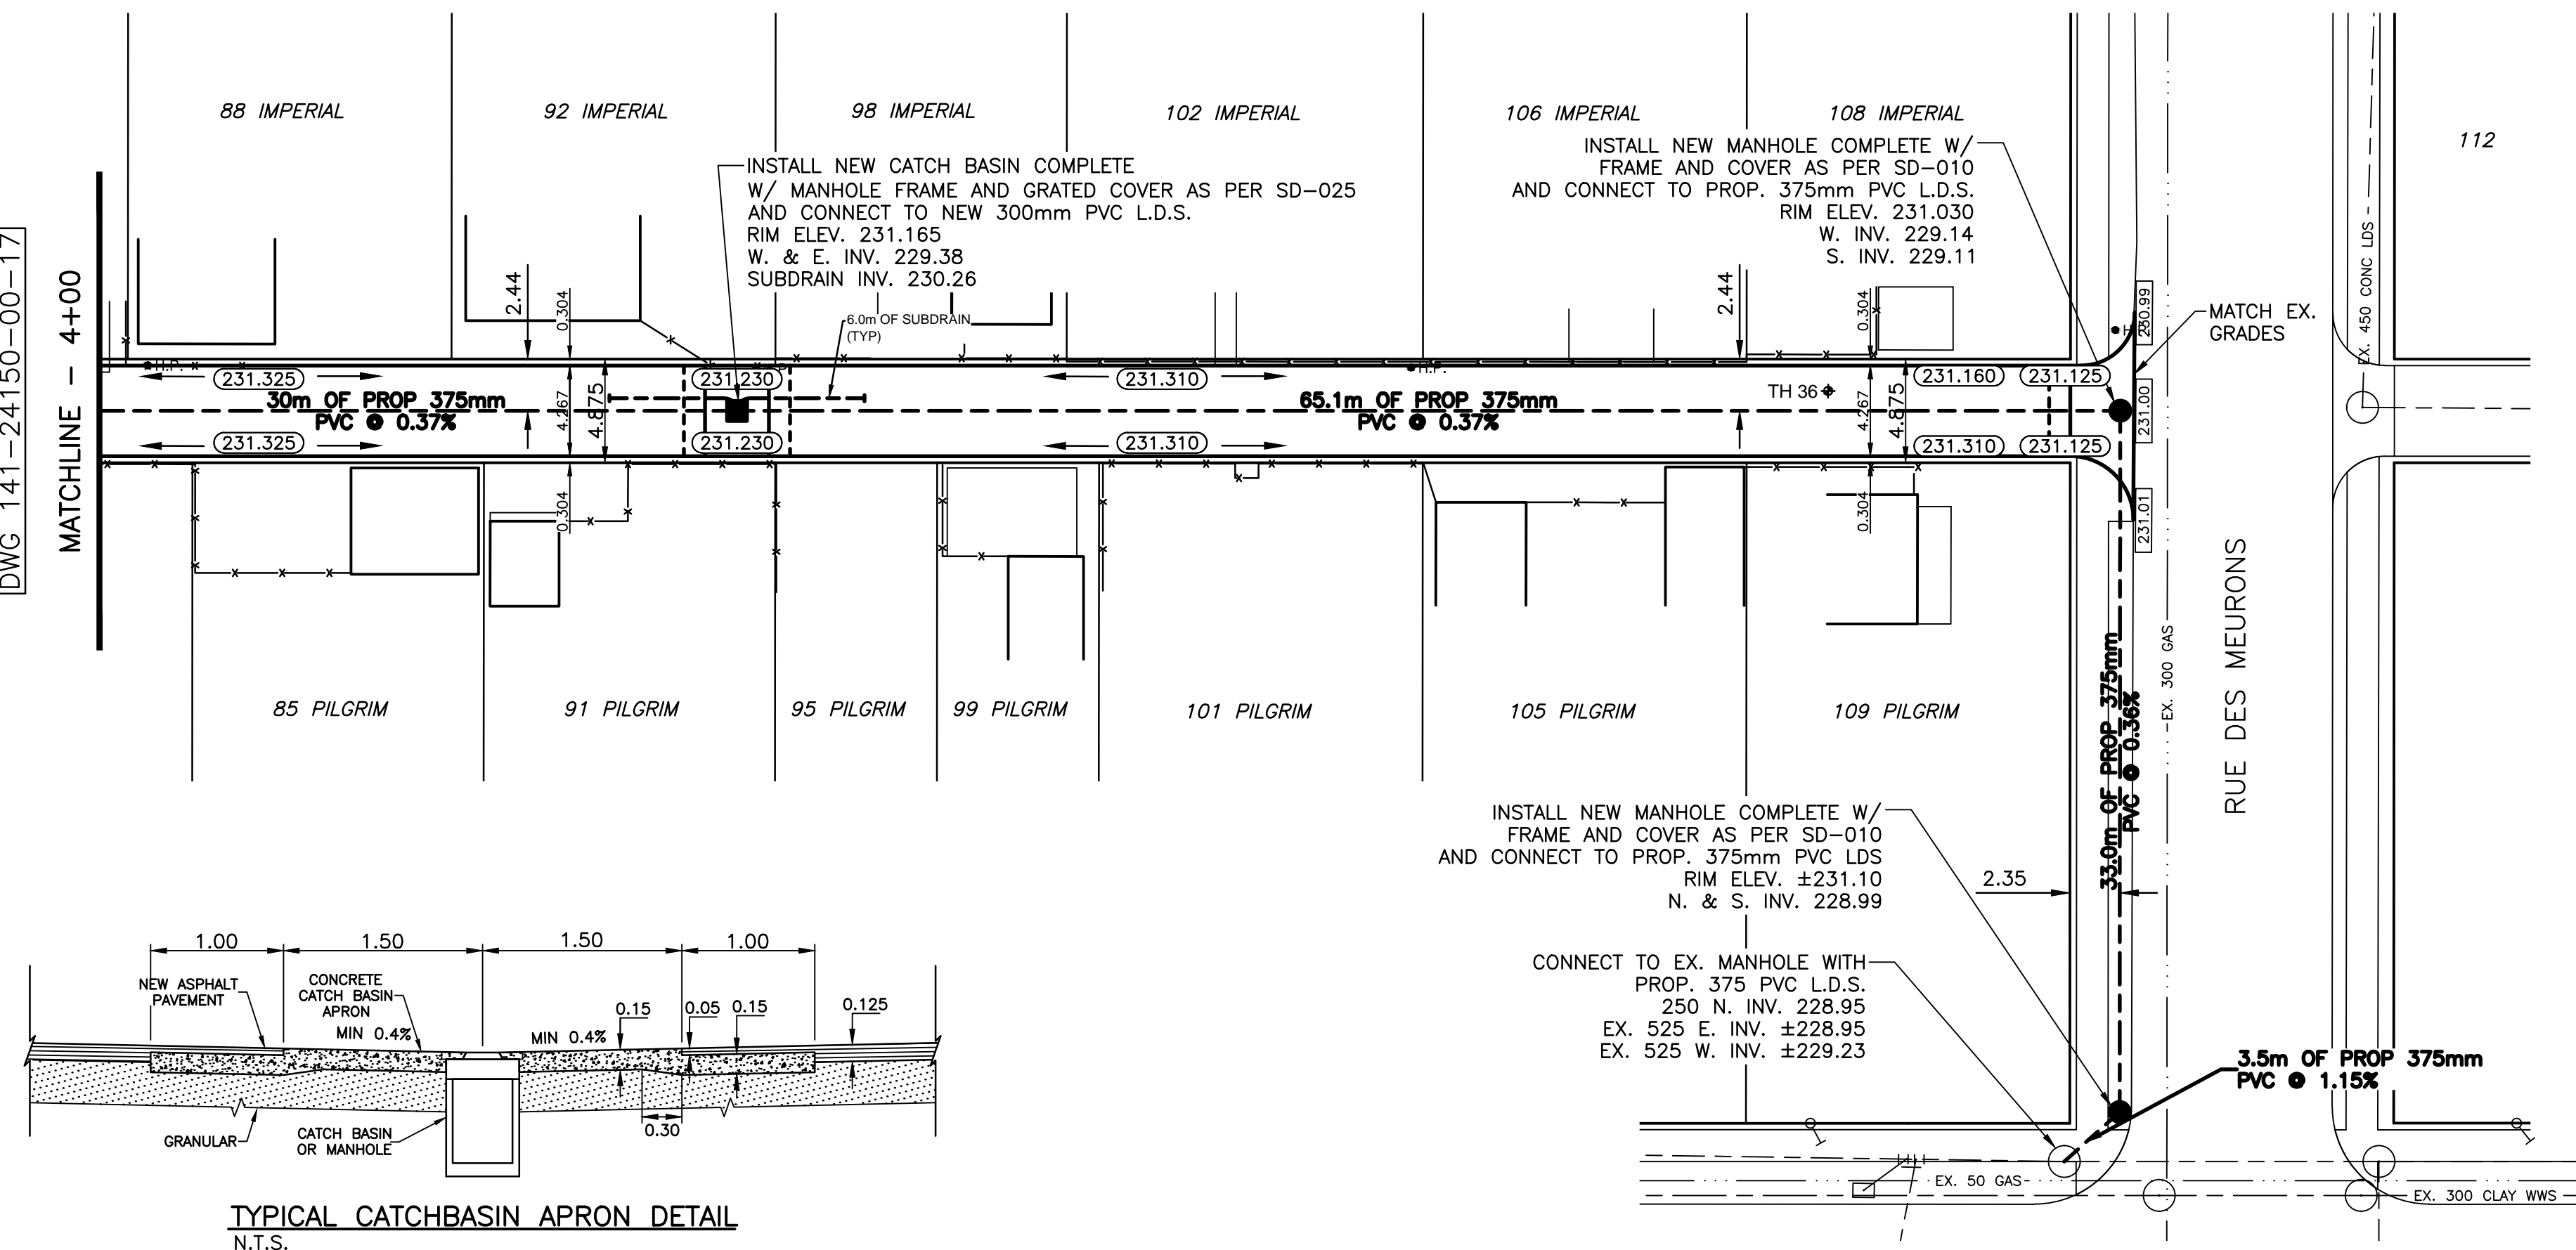 88 IMPERIAL
92 IMPERIAL
98 IMPERIAL
102 IMPERIAL
106 IMPERIAL
108 IMPERIAL
112
INSTALL NEW CATCH BASIN COMPLETE
W/ MANHOLE FRAME AND GRATED COVER AS PER SD-025
AND CONNECT TO NEW 300mm PVC L.D.S.
RIM ELEV. 231.165
W. & E. INV. 229.38
SUBDRAIN INV. 230.26
INSTALL NEW MANHOLE COMPLETE W/
FRAME AND COVER AS PER SD-010
AND CONNECT TO PROP. 375mm PVC L.D.S.
RIM ELEV. 231.030
W. INV. 229.14
S. INV. 229.11
DWG 141-24150-00-17
MATCHLINE - 4+00
2.44
0.304
6.0m OF SUBDRAIN
(TYP)
2.44
0.304
230.99
MATCH EX.
GRADES
EX. 450 CONC LDS
H.P.
H.P.
231.325
231.230
231.310
TH 36
231.160
231.125
30m OF PROP 375mm
PVC @ 0.37%
4.267
4.875
65.1m OF PROP 375mm
PVC @ 0.37%
4.267
4.875
231.00
231.325
231.230
231.310
231.310
231.125
0.304
0.304
231.01
85 PILGRIM
91 PILGRIM
95 PILGRIM
99 PILGRIM
101 PILGRIM
105 PILGRIM
109 PILGRIM
33.0m OF PROP 375mm
PVC @ 0.36%
EX. 300 GAS
RUE DES MEURONS
INSTALL NEW MANHOLE COMPLETE W/
FRAME AND COVER AS PER SD-010
AND CONNECT TO PROP. 375mm PVC LDS
RIM ELEV. ±231.10
N. & S. INV. 228.99
2.35
CONNECT TO EX. MANHOLE WITH
PROP. 375 PVC L.D.S.
250 N. INV. 228.95
EX. 525 E. INV. ±228.95
EX. 525 W. INV. ±229.23
3.5m OF PROP 375mm
PVC @ 1.15%
EX. 50 GAS
EX. 300 CLAY WWS
1.00
1.50
1.50
1.00
NEW ASPHALT
PAVEMENT
CONCRETE
CATCH BASIN
APRON
MIN 0.4%
MIN 0.4%
0.15
0.05
0.15
0.125
0.30
GRANULAR
CATCH BASIN
OR MANHOLE
TYPICAL CATCHBASIN APRON DETAIL
N.T.S.